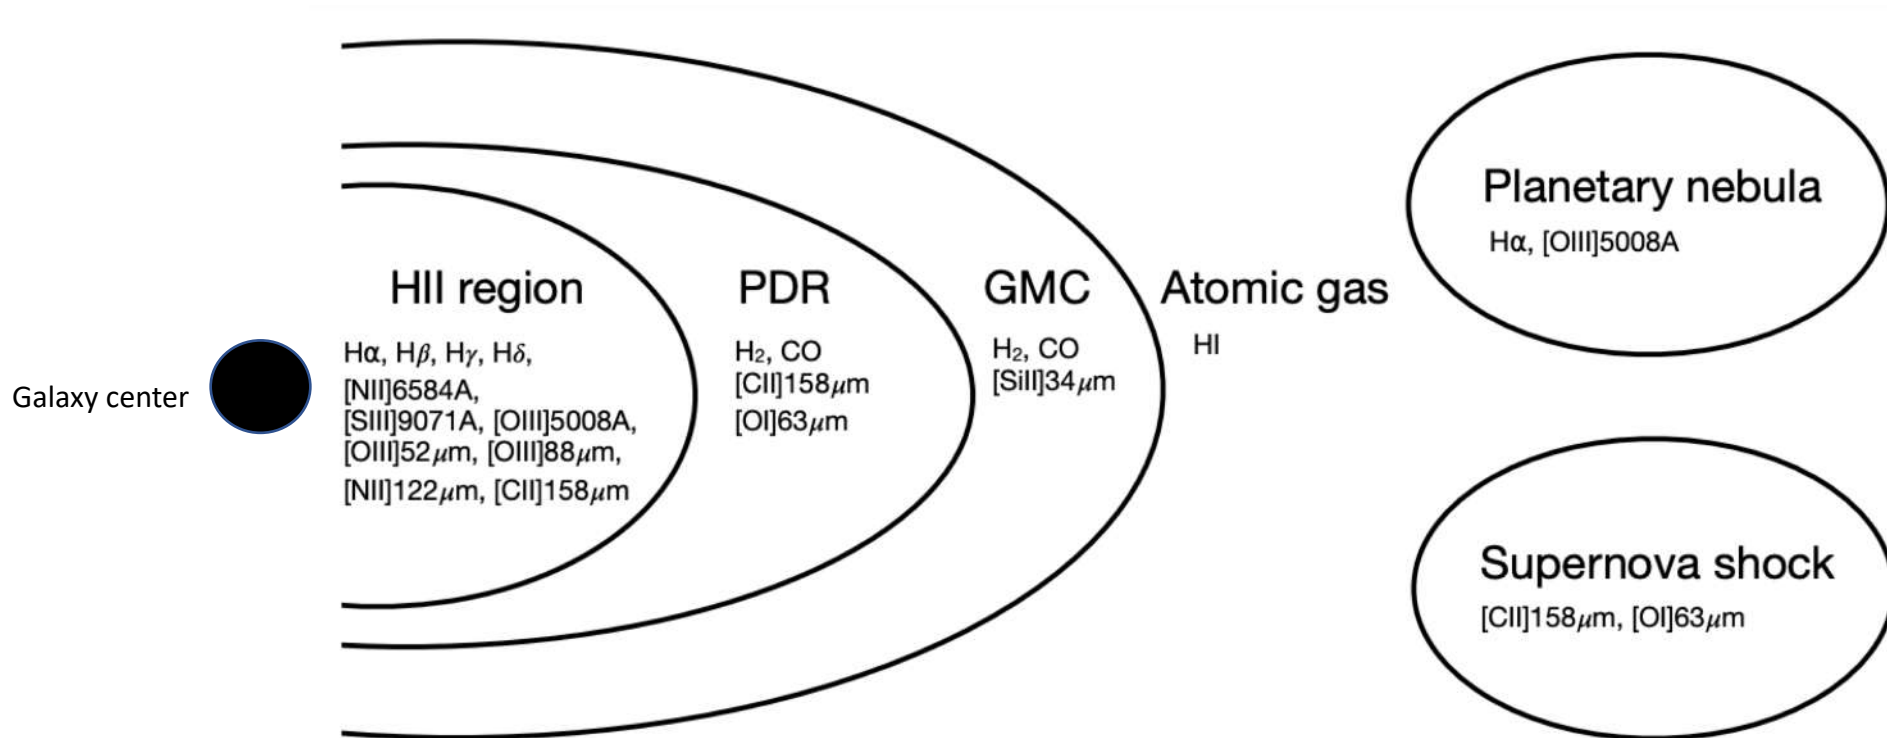 Galaxy center
HII region
Hα, Hβ, Hγ, Hδ,
[NII]6584A,
[SIII]9071A, [OIII]5008A,
[OIII]52μm, [OIII]88μm,
[NII]122μm, [CII]158μm
PDR
H₂, CO
[CII]158μm
[OI]63μm
GMC
H₂, CO
[SiII]34μm
Atomic gas
HI
Planetary nebula
Hα, [OIII]5008A
Supernova shock
[CII]158μm, [OI]63μm